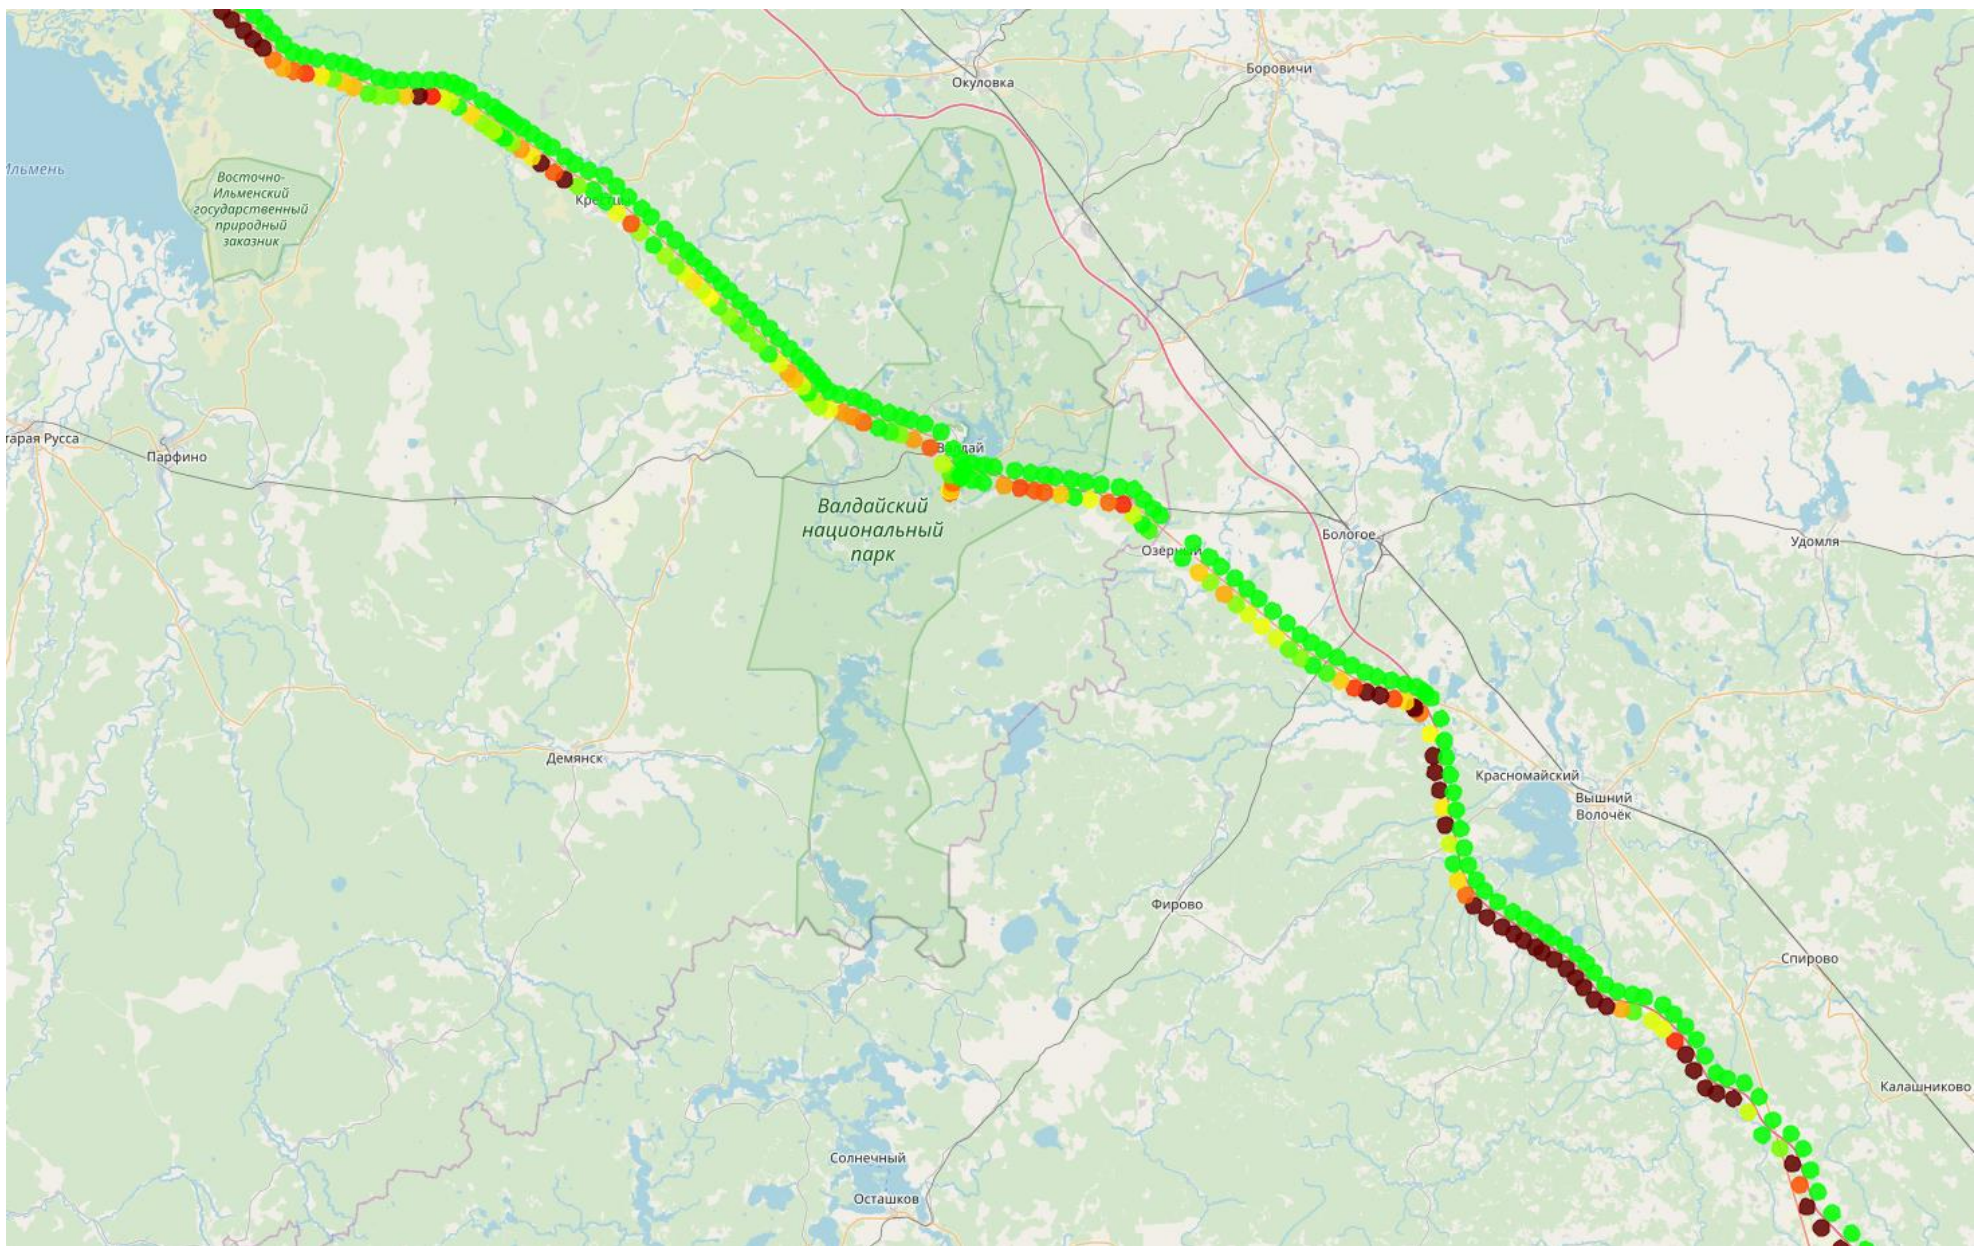 Окуловка
Боровичи
Ильмень
Восточно-
Ильменский
государственный
природный
заказник
тарая Русса
Парфино
Валдайский
национальный
парк
Бологое
Удомля
Демянск
Красномайский
Вышний
Волочёк
Фирово
Спирово
Калашниково
Солнечный
Осташков